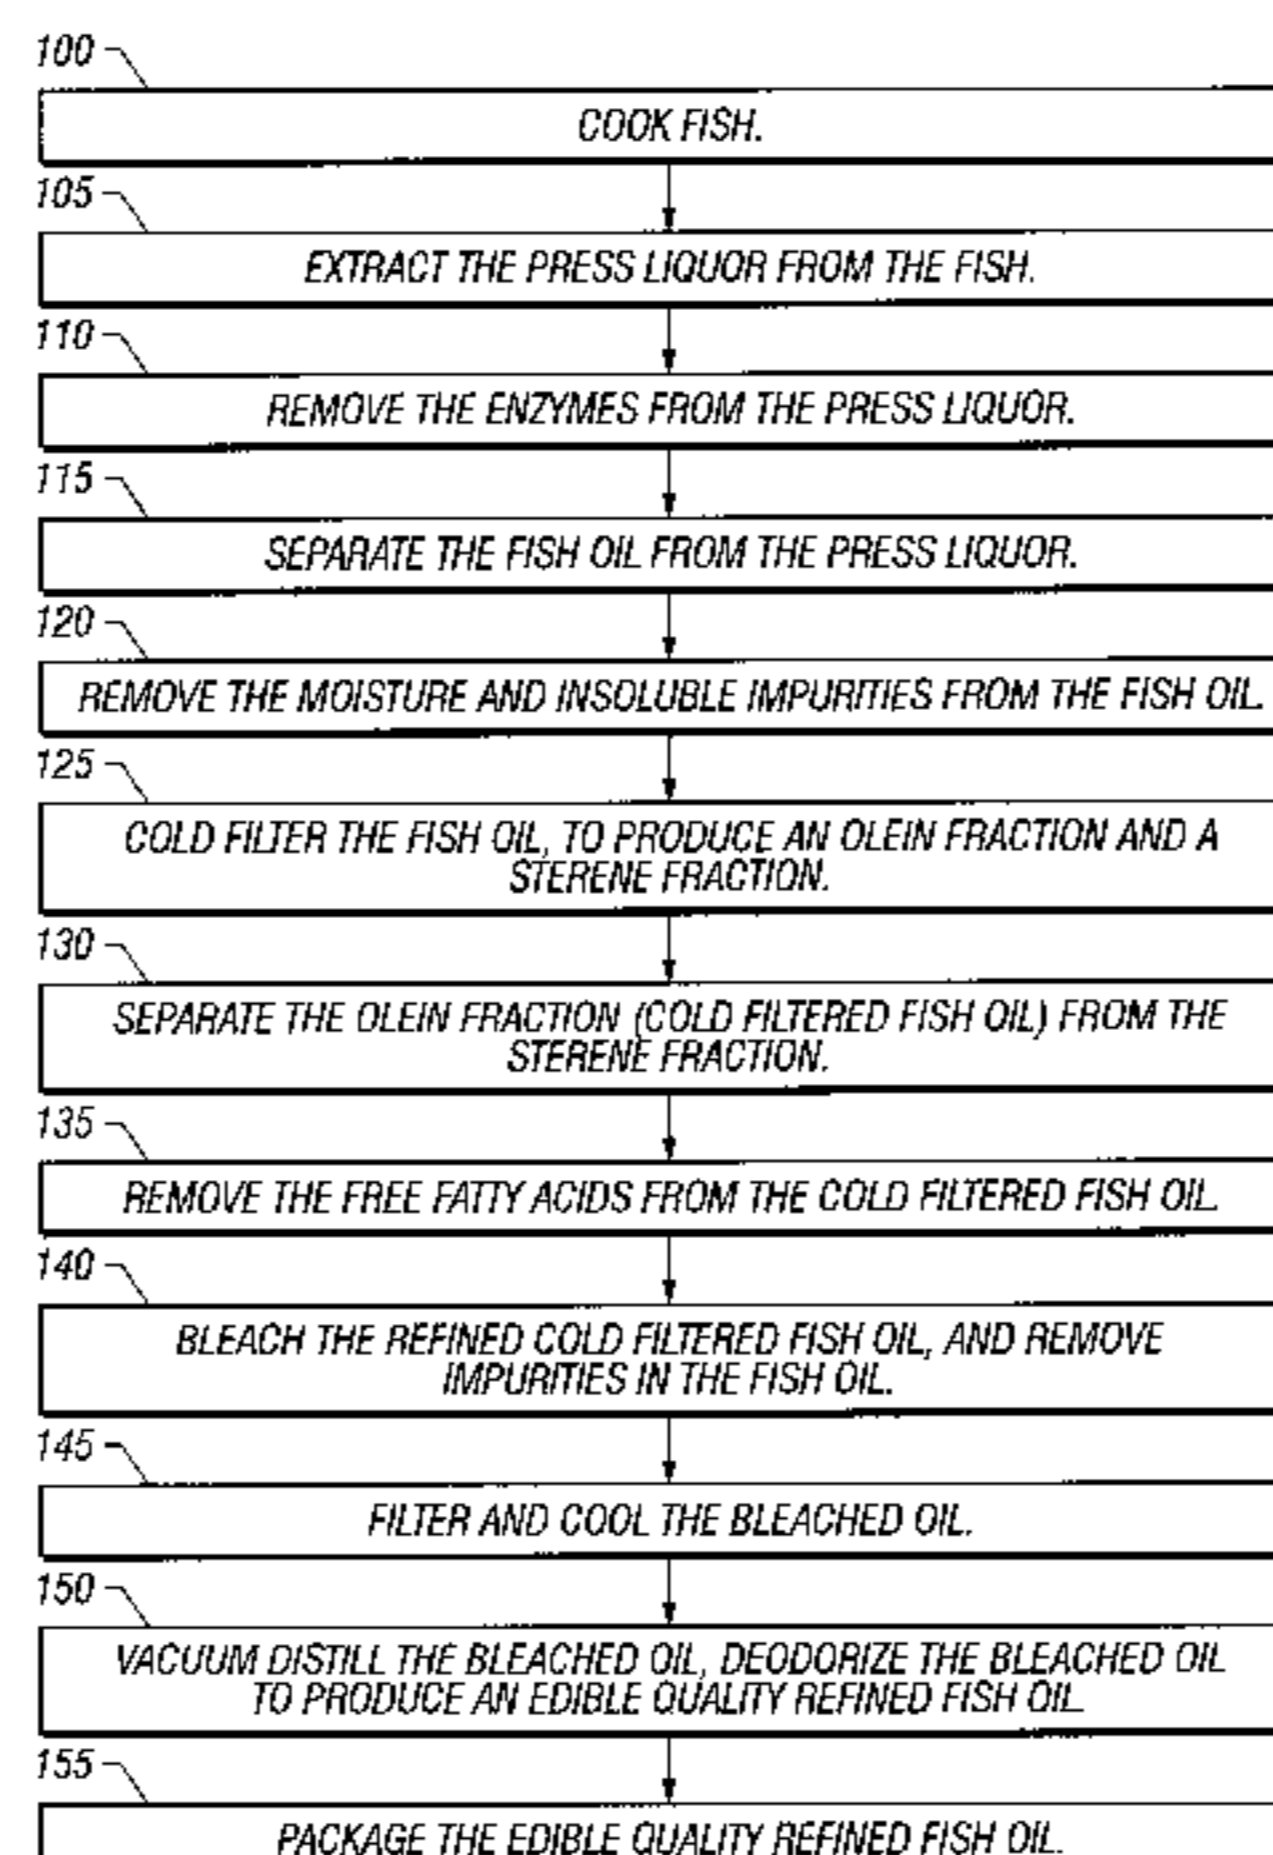 100
COOK FISH.
105
EXTRACT THE PRESS LIQUOR FROM THE FISH.
110
REMOVE THE ENZYMES FROM THE PRESS LIQUOR.
115
SEPARATE THE FISH OIL FROM THE PRESS LIQUOR.
120
REMOVE THE MOISTURE AND INSOLUBLE IMPURITIES FROM THE FISH OIL.
125
COLD FILTER THE FISH OIL, TO PRODUCE AN OLEIN FRACTION AND A
STERENE FRACTION.
130
SEPARATE THE OLEIN FRACTION (COLD FILTERED FISH OIL) FROM THE
STERENE FRACTION.
135
REMOVE THE FREE FATTY ACIDS FROM THE COLD FILTERED FISH OIL.
140
BLEACH THE REFINED COLD FILTERED FISH OIL, AND REMOVE
IMPURITIES IN THE FISH OIL.
145
FILTER AND COOL THE BLEACHED OIL.
150
VACUUM DISTILL THE BLEACHED OIL, DEODORIZE THE BLEACHED OIL
TO PRODUCE AN EDIBLE QUALITY REFINED FISH OIL.
155
PACKAGE THE EDIBLE QUALITY REFINED FISH OIL.